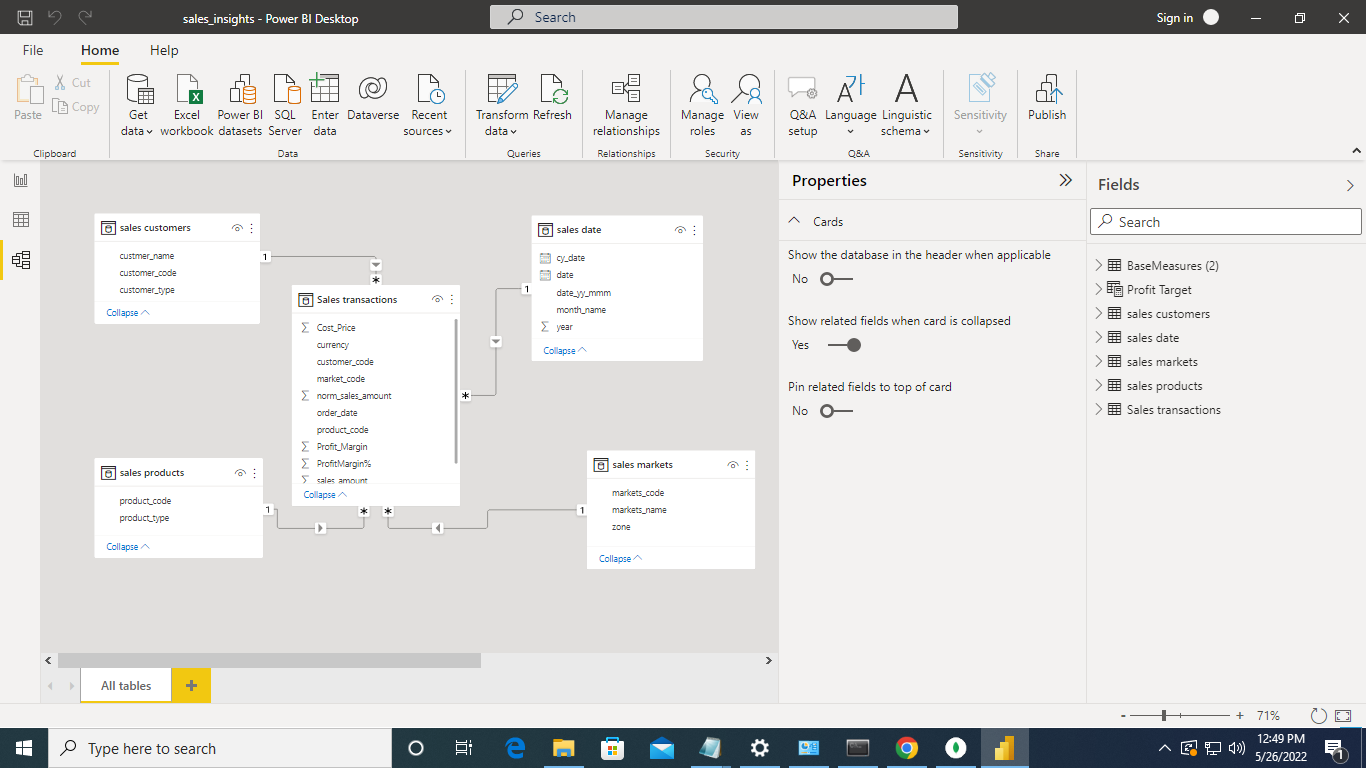 sales_insights - Power BI Desktop
Search
Sign in
File
Home
Help
Paste
Cut
Copy
Get data
Excel workbook
Power BI datasets
SQL Server
Enter data
Dataverse
Recent sources
Transform data
Refresh
Manage relationships
Manage roles
View as
Q&A setup
Language
Linguistic schema
Sensitivity
Publish
Clipboard
Data
Queries
Relationships
Security
Q&A
Sensitivity
Share
sales customers
custmer_name
customer_code
customer_type
Collapse
1
*
Sales transactions
Cost_Price
currency
customer_code
market_code
norm_sales_amount
order_date
product_code
Profit_Margin
ProfitMargin%
sales_amount
Collapse
sales date
cy_date
date
date_yy_mmm
month_name
year
Collapse
1
*
sales products
product_code
product_type
Collapse
1
*
*
1
sales markets
markets_code
markets_name
zone
Collapse
All tables
Properties
Cards
Show the database in the header when applicable
No
Show related fields when card is collapsed
Yes
Pin related fields to top of card
No
Fields
Search
BaseMeasures (2)
Profit Target
sales customers
sales date
sales markets
sales products
Sales transactions
- + 71%
Type here to search
12:49 PM
5/26/2022
1